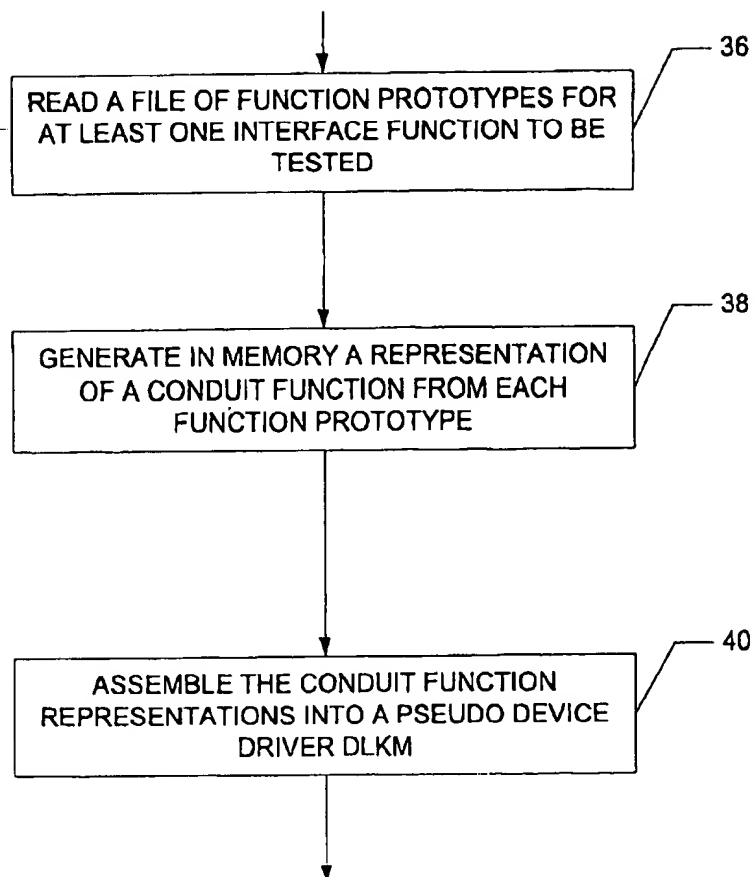 36
READ A FILE OF FUNCTION PROTOTYPES FOR
AT LEAST ONE INTERFACE FUNCTION TO BE
TESTED
38
GENERATE IN MEMORY A REPRESENTATION
OF A CONDUIT FUNCTION FROM EACH
FUNCTION PROTOTYPE
40
ASSEMBLE THE CONDUIT FUNCTION
REPRESENTATIONS INTO A PSEUDO DEVICE
DRIVER DLKM